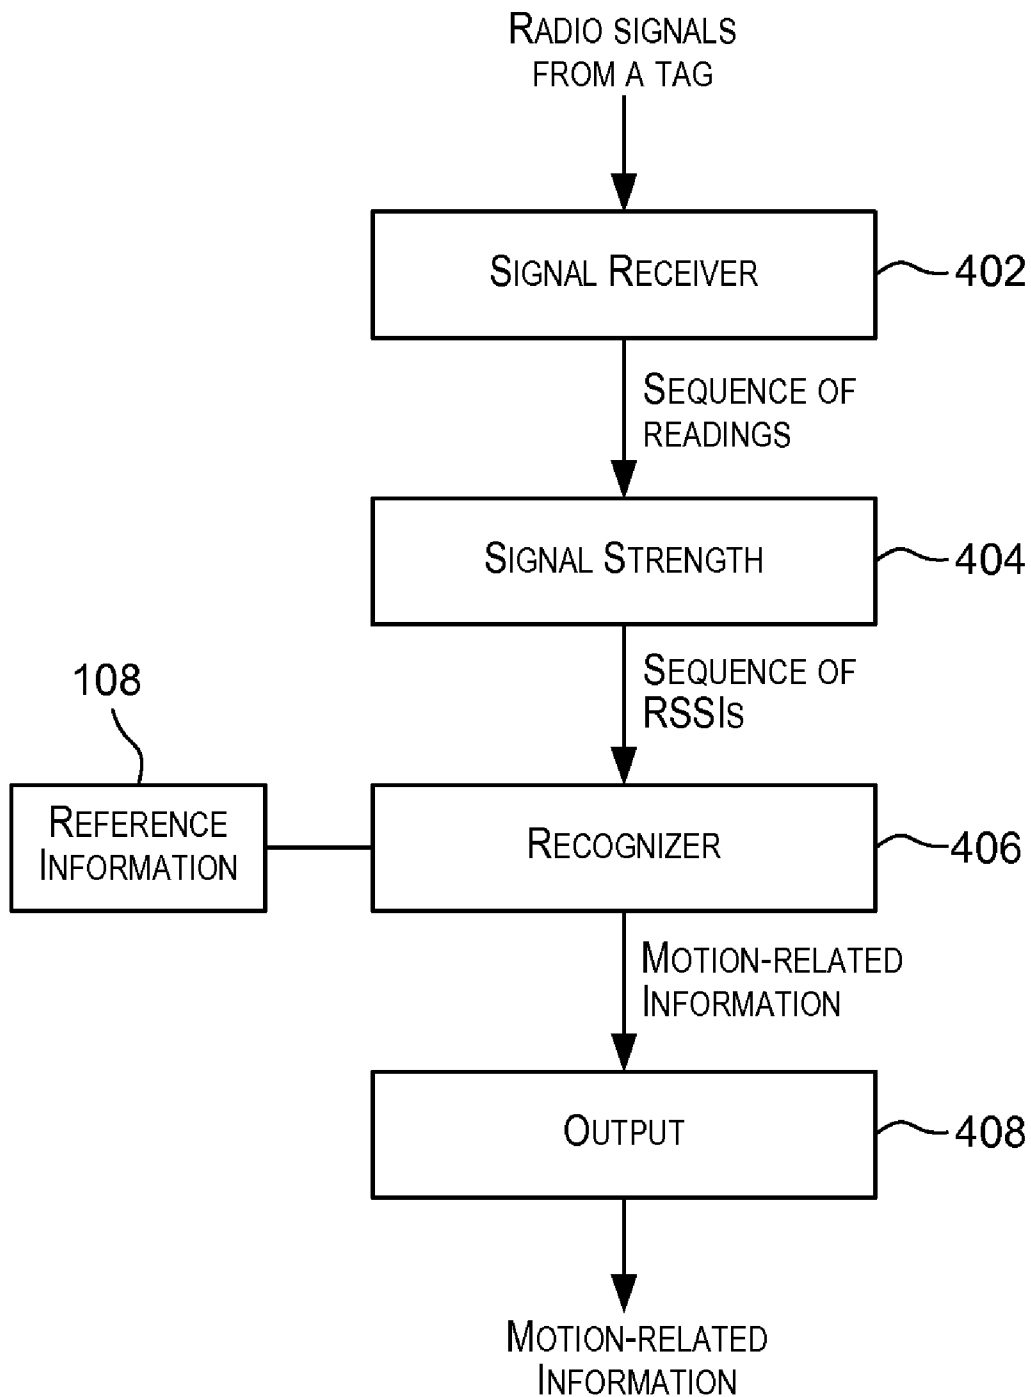 RADIO SIGNALS
FROM A TAG
SIGNAL RECEIVER
402
SEQUENCE OF
READINGS
SIGNAL STRENGTH
404
SEQUENCE OF
RSSIS
108
REFERENCE
INFORMATION
RECOGNIZER
406
MOTION-RELATED
INFORMATION
OUTPUT
408
MOTION-RELATED
INFORMATION